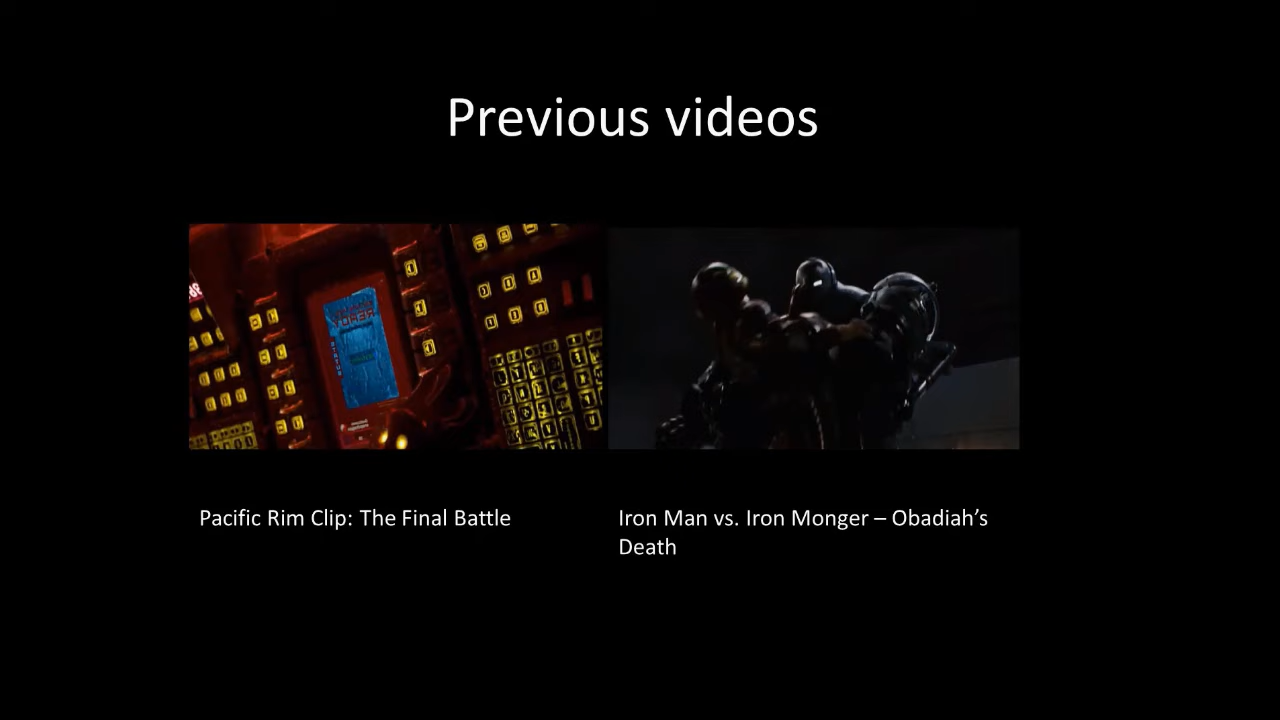 Previous videos
Pacific Rim Clip: The Final Battle
Iron Man vs. Iron Monger – Obadiah’s
Death